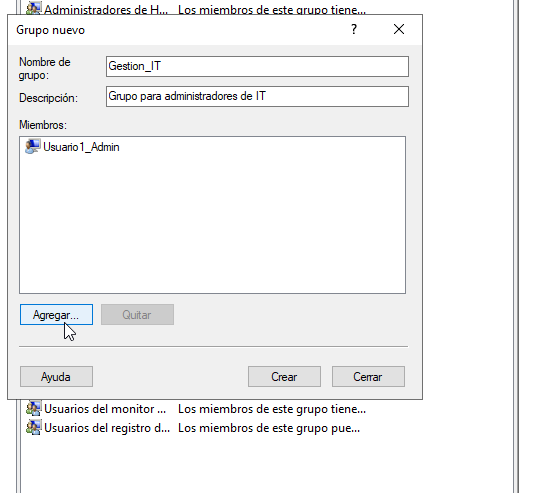 Administradores de H... Los miembros de este grupo tiene...
Grupo nuevo ?
Nombre de
grupo: Gestion_IT
Descripción: Grupo para administradores de IT
Miembros:
Usuario1_Admin
Agregar... Quitar
Ayuda Crear Cerrar
Usuarios del monitor ... Los miembros de este grupo tiene...
Usuarios del registro d... Los miembros de este grupo pue...